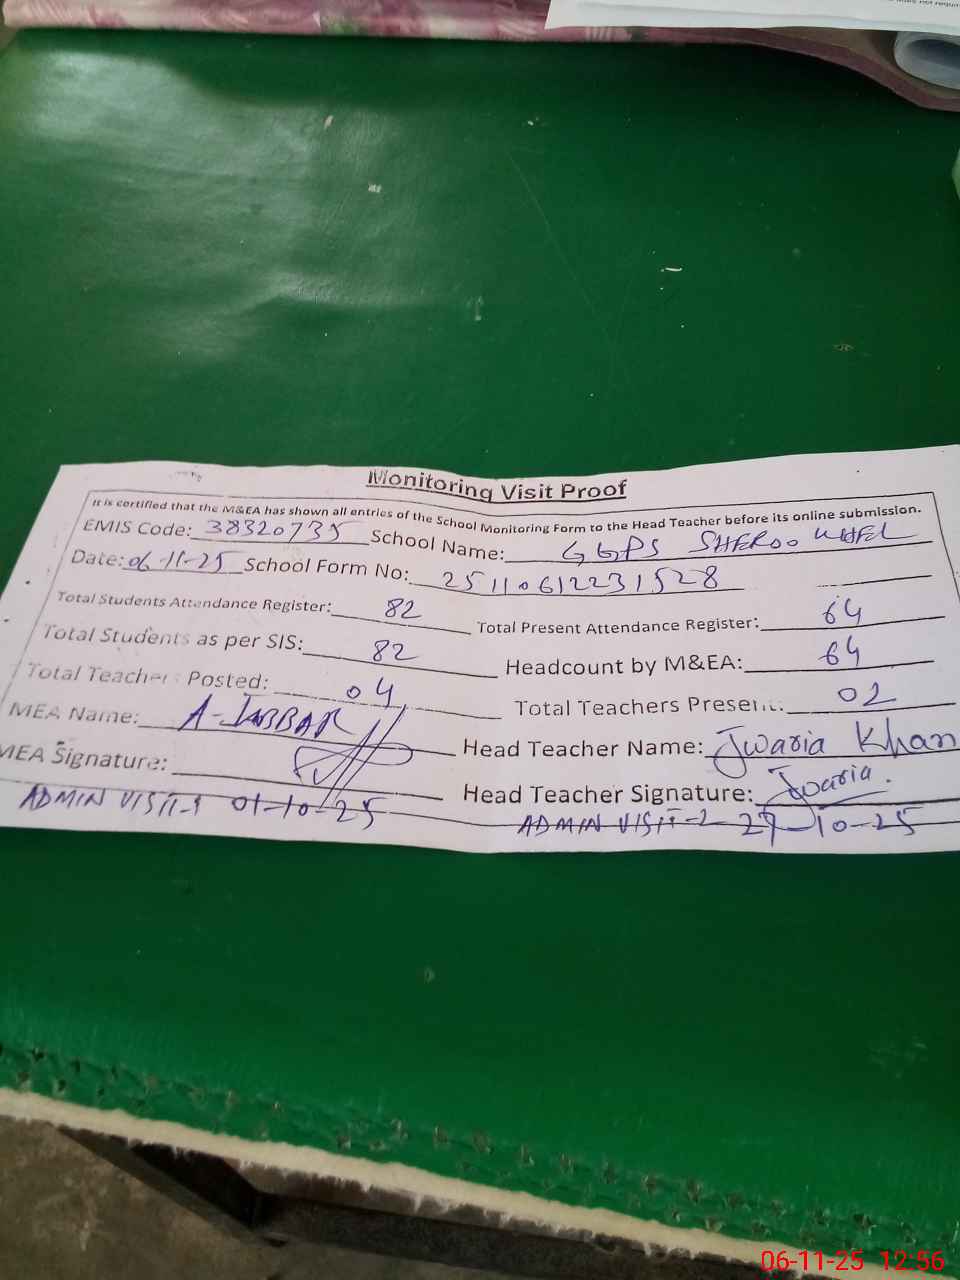 Monitoring Visit Proof
It is certified that the M&EA has shown all entries of the School Monitoring Form to the Head Teacher before its online submission.
EMIS Code: 38320735 School Name: GGPS SHEROO KHEL
Date: 06-11-25 School Form No: 25110612231528
Total Students Attendance Register: 82 Total Present Attendance Register: 64
Total Students as per SIS: 82 Headcount by M&EA: 64
Total Teachers Posted: 04 Total Teachers Present: 02
MEA Name: A-JABBAR Head Teacher Name: Jwaria Khan
MEA Signature: Head Teacher Signature: Jwaria.
ADMIN VISIT-1 01-10-25 ADMIN VISIT-2 27-10-25
06-11-25 12:56